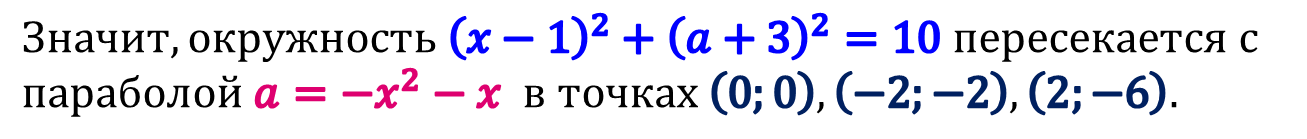 Значит, окружность (x − 1)² + (a + 3)² = 10 пересекается с
параболой a = −x² − x в точках (0; 0), (−2; −2), (2; −6).